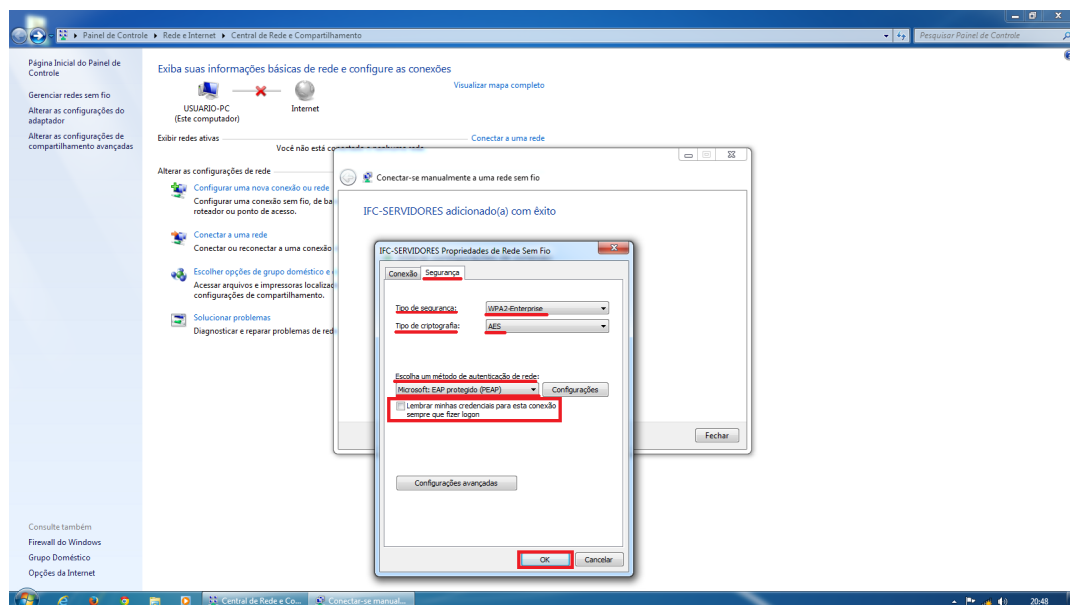 Painel de Controle
Rede e Internet
Central de Rede e Compartilhamento
Pesquisar Painel de Controle
Página Inicial do Painel de
Controle
Gerenciar redes sem fio
Alterar as configurações do
adaptador
Alterar as configurações de
compartilhamento avançadas
Exiba suas informações básicas de rede e configure as conexões
Visualizar mapa completo
USUARIO-PC
(Este computador)
Internet
Exibir redes ativas
Conectar a uma rede
Você não está conectado a nenhuma rede
Alterar as configurações de rede
Configurar uma nova conexão ou rede
Configurar uma conexão sem fio, de ba
roteador ou ponto de acesso.
Conectar a uma rede
Conectar ou reconectar a uma conexão
Escolher opções de grupo doméstico e
Acessar arquivos e impressoras localizad
configurações de compartilhamento.
Solucionar problemas
Diagnosticar e reparar problemas de red
Conectar-se manualmente a uma rede sem fio
IFC-SERVIDORES adicionado(a) com êxito
Fechar
IFC-SERVIDORES Propriedades de Rede Sem Fio
Conexão
Segurança
Tipo de segurança:
WPA2-Enterprise
Tipo de criptografia:
AES
Escolha um método de autenticação de rede:
Microsoft: EAP protegido (PEAP)
Configurações
Lembrar minhas credenciais para esta conexão
sempre que fizer logon
Configurações avançadas
OK
Cancelar
Consulte também
Firewall do Windows
Grupo Doméstico
Opções da Internet
Central de Rede e Co...
Conectar-se manual...
20:48